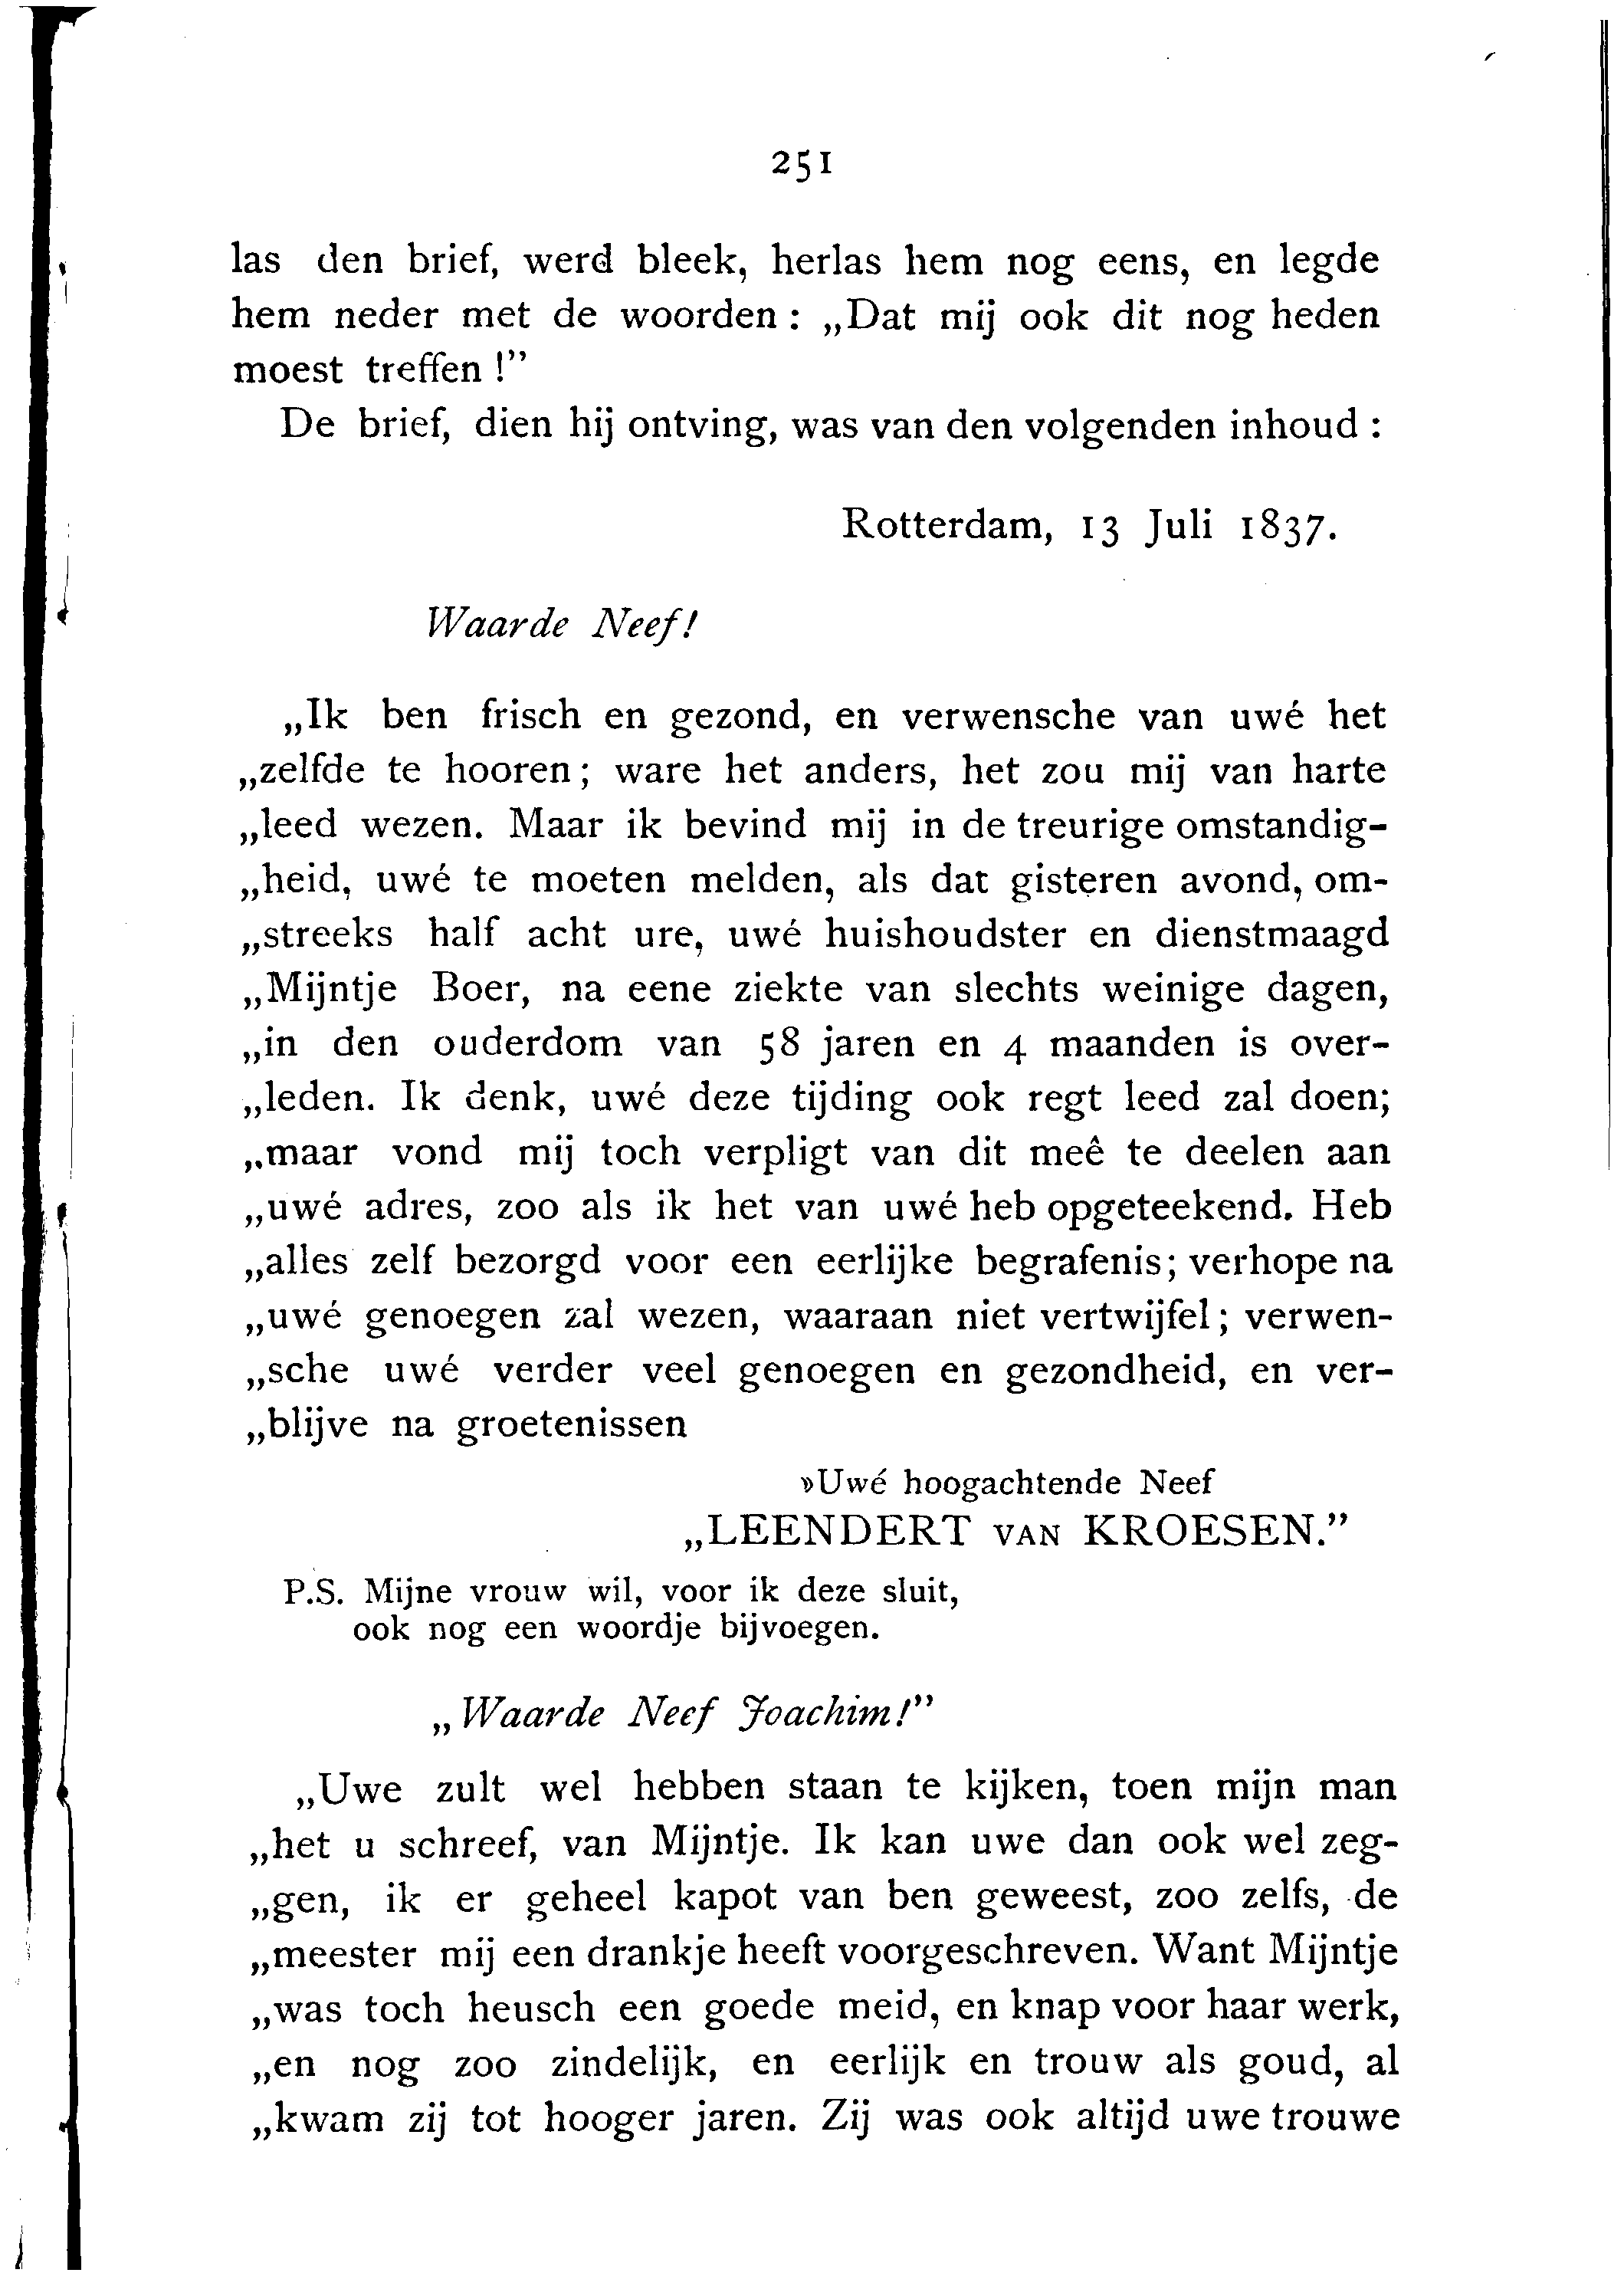 251
las den brief, werd bleek, herlas hem nog eens, en legde
hem neder met de woorden : „Dat mij ook dit nog heden
moest treffen !”
De brief, dien hij ontving, was van den volgenden inhoud :
Rotterdam, 13 Juli 1837.
Waarde Neef!
„Ik ben frisch en gezond, en verwensche van uwé het
„zelfde te hooren; ware het anders, het zou mij van harte
„leed wezen. Maar ik bevind mij in de treurige omstandig-
„heid, uwé te moeten melden, als dat gisteren avond, om-
„streeks half acht ure, uwé huishoudster en dienstmaagd
„Mijntje Boer, na eene ziekte van slechts weinige dagen,
„in den ouderdom van 58 jaren en 4 maanden is over-
„leden. Ik denk, uwé deze tijding ook regt leed zal doen;
„maar vond mij toch verpligt van dit meê te deelen aan
„uwé adres, zoo als ik het van uwé heb opgeteekend. Heb
„alles zelf bezorgd voor een eerlijke begrafenis; verhope na
„uwé genoegen zal wezen, waaraan niet vertwijfel; verwen-
„sche uwé verder veel genoegen en gezondheid, en ver-
„blijve na groetenissen
»Uwé hoogachtende Neef
„LEENDERT VAN KROESEN.”
P.S. Mijne vrouw wil, voor ik deze sluit,
ook nog een woordje bijvoegen.
„Waarde Neef Joachim!”
„Uwe zult wel hebben staan te kijken, toen mijn man
„het u schreef, van Mijntje. Ik kan uwe dan ook wel zeg-
„gen, ik er geheel kapot van ben geweest, zoo zelfs, de
„meester mij een drankje heeft voorgeschreven. Want Mijntje
„was toch heusch een goede meid, en knap voor haar werk,
„en nog zoo zindelijk, en eerlijk en trouw als goud, al
„kwam zij tot hooger jaren. Zij was ook altijd uwe trouwe